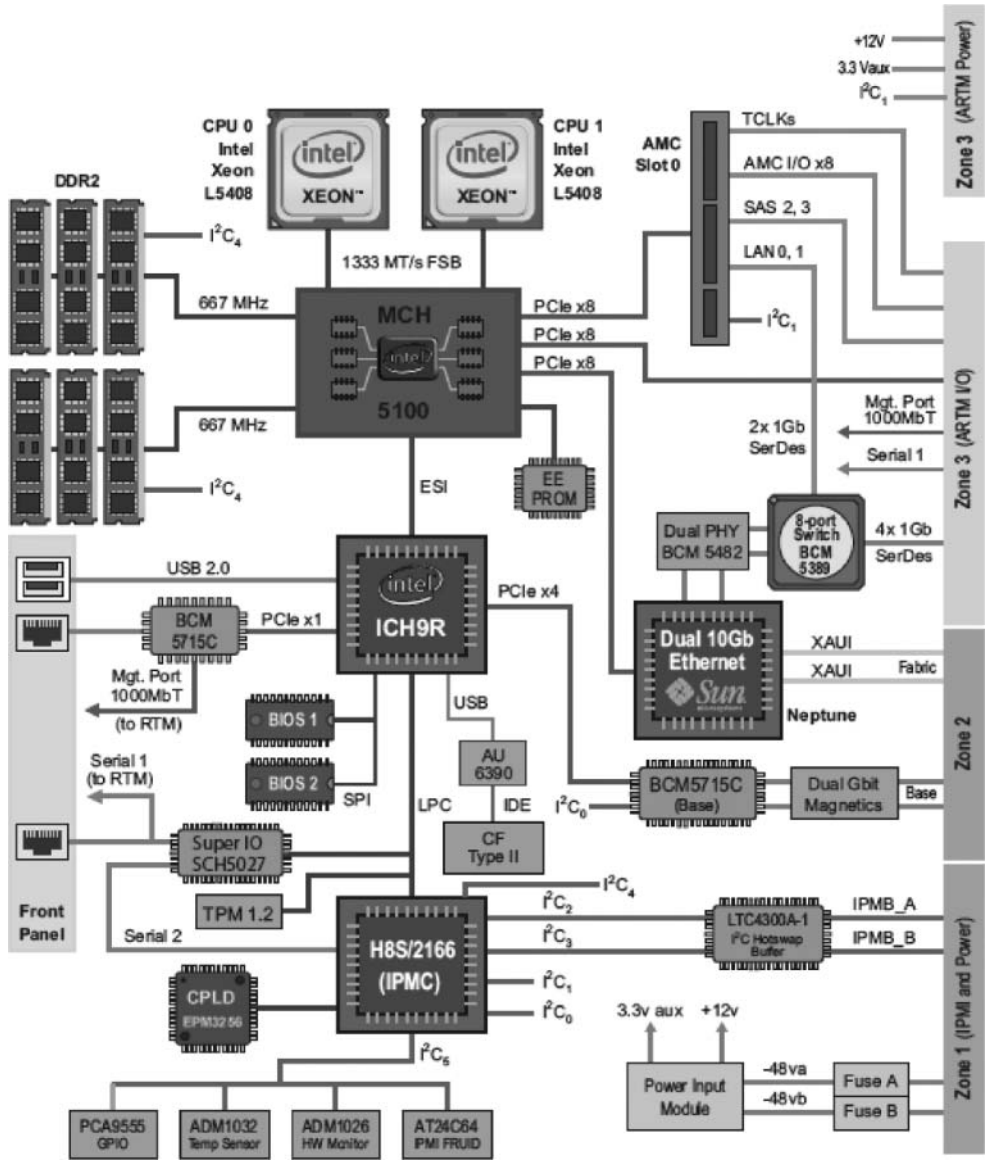 +12V
3.3 Vaux
I²C₁
Zone 3 (ARTM Power)
CPU 0
Intel
Xeon
L5408
intel
XEON™
intel
XEON™
CPU 1
Intel
Xeon
L5408
AMC
Slot 0
TCLKs
AMC I/O x8
SAS 2, 3
LAN 0, 1
I²C₁
DDR2
I²C₄
667 MHz
1333 MT/s FSB
MCH
intel
5100
PCIe x8
PCIe x8
PCIe x8
667 MHz
I²C₄
ESI
EE
PROM
2x 1Gb
SerDes
Mgt. Port
1000MbT
Serial 1
Zone 3 (ARTM I/O)
Dual PHY
BCM 5482
8-port
Switch
BCM
5389
4x 1Gb
SerDes
USB 2.0
intel
ICH9R
PCIe x4
BCM
5715C
PCIe x1
Mgt. Port
1000MbT
(to RTM)
Dual 10Gb
Ethernet
Sun
microsystems
Neptune
XAUI
XAUI
Fabric
Zone 2
BIOS 1
BIOS 2
SPI
USB
AU
6390
IDE
CF
Type II
LPC
I²C₀
BCM5715C
(Base)
Dual Gbit
Magnetics
Base
Serial 1
(to RTM)
Super IO
SCH5027
TPM 1.2
Front
Panel
Serial 2
H8S/2166
(IPMC)
I²C₄
I²C₂
I²C₃
I²C₁
I²C₀
LTC4300A-1
I²C Hotswap
Buffer
IPMB_A
IPMB_B
Zone 1 (IPMI and Power)
CPLD
EPM3256
I²C₅
3.3v aux
+12v
Power Input
Module
-48va
-48vb
Fuse A
Fuse B
PCA9555
GPIO
ADM1032
Temp Sensor
ADM1026
HW Monitor
AT24C64
IPMI FRUID